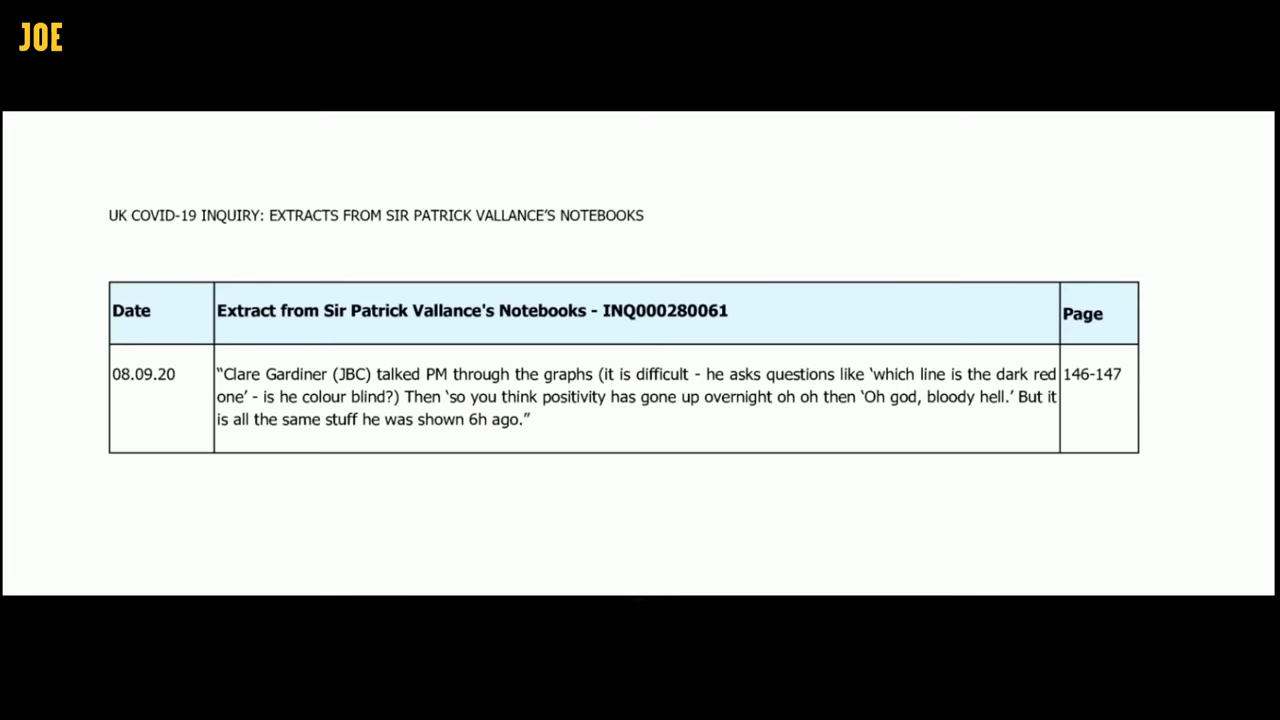 JOE
UK COVID-19 INQUIRY: EXTRACTS FROM SIR PATRICK VALLANCE'S NOTEBOOKS
Date
Extract from Sir Patrick Vallance's Notebooks - INQ000280061
Page
08.09.20
“Clare Gardiner (JBC) talked PM through the graphs (it is difficult - he asks questions like ‘which line is the dark red
one’ - is he colour blind?) Then ‘so you think positivity has gone up overnight oh oh then ‘Oh god, bloody hell.’ But it
is all the same stuff he was shown 6h ago.”
146-147